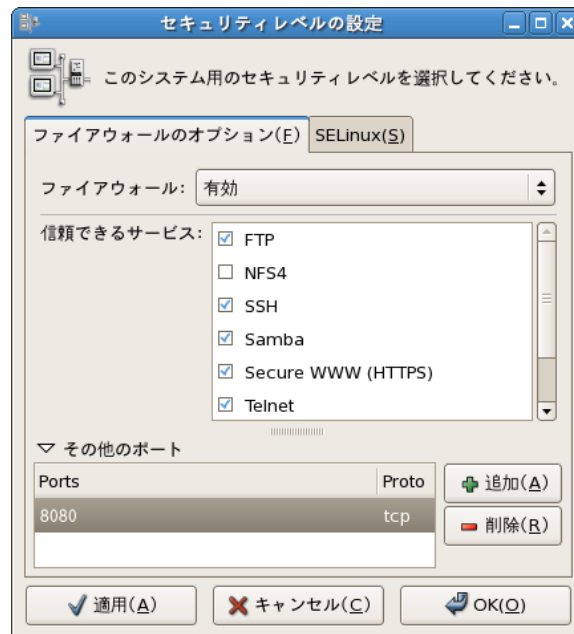 セキュリティレベルの設定
このシステム用のセキュリティレベルを選択してください。
ファイアウォールのオプション(F) SELinux(S)
ファイアウォール: 有効
信頼できるサービス:
FTP
NFS4
SSH
Samba
Secure WWW (HTTPS)
Telnet
その他のポート
Ports Proto
8080 tcp
追加(A)
削除(R)
適用(A) キャンセル(C) OK(O)